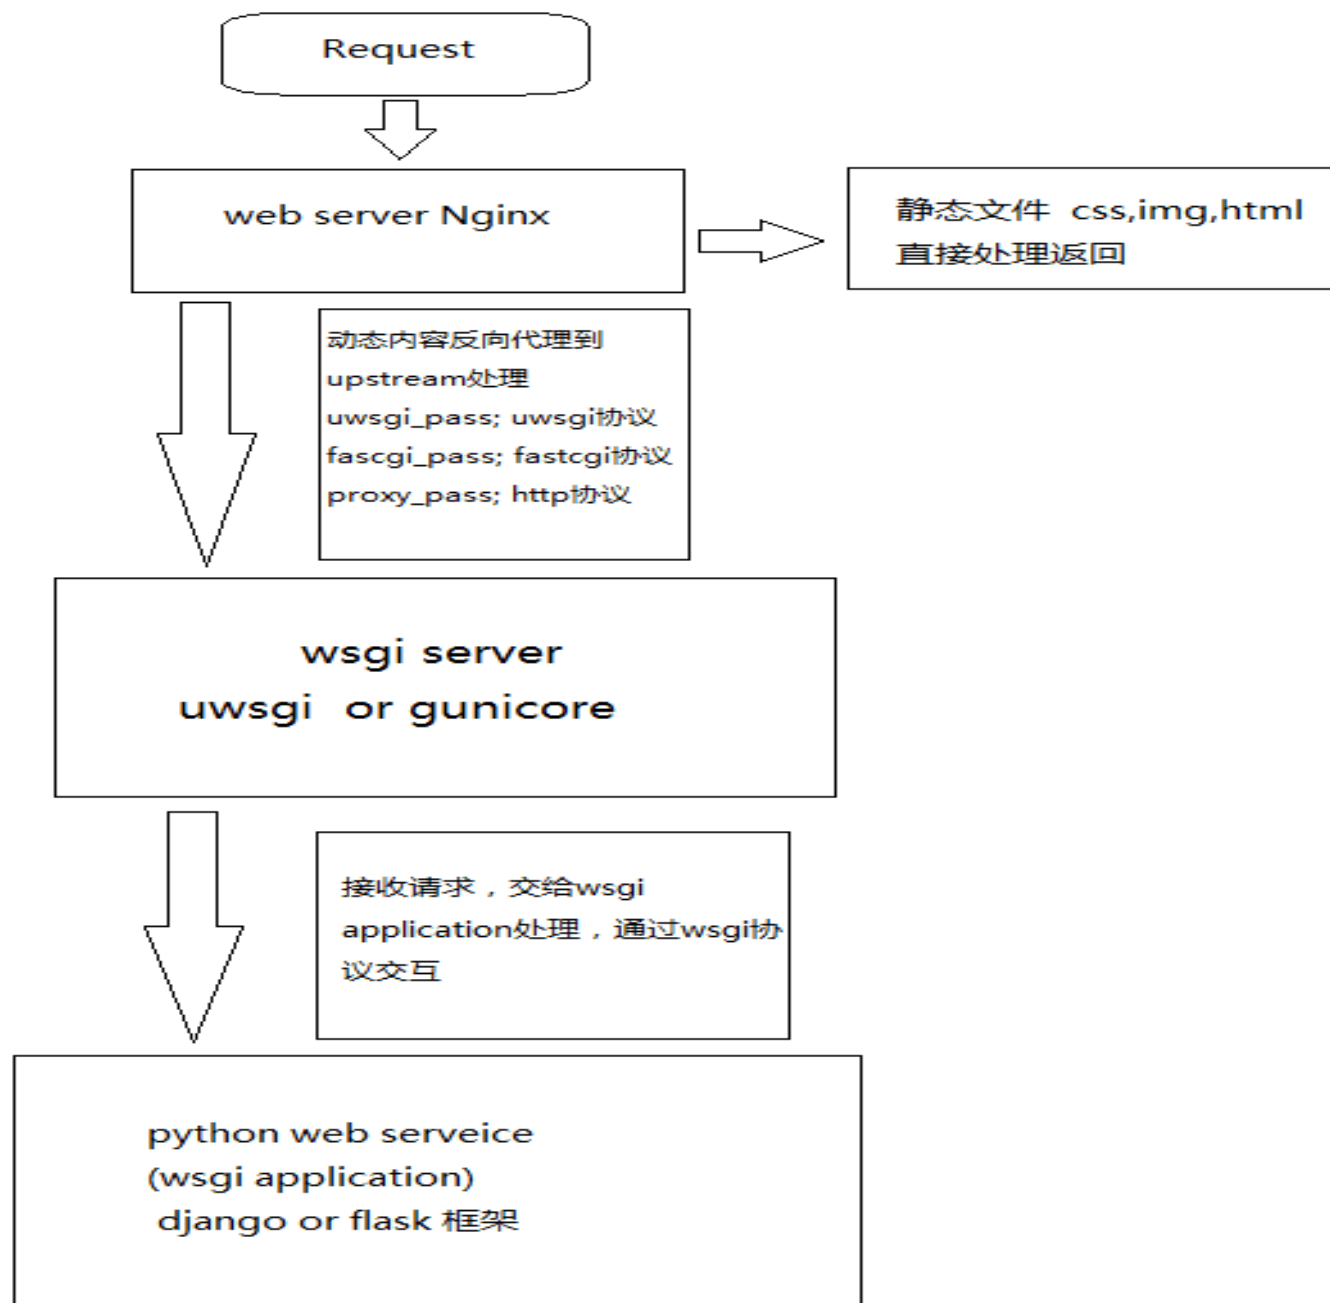 Request
web server Nginx
静态文件  css,img,html
直接处理返回
动态内容反向代理到
upstream处理
uwsgi_pass; uwsgi协议
fascgi_pass; fastcgi协议
proxy_pass; http协议
wsgi server
uwsgi  or gunicore
接收请求，交给wsgi
application处理，通过wsgi协
议交互
python web serveice
(wsgi application)
django or flask 框架